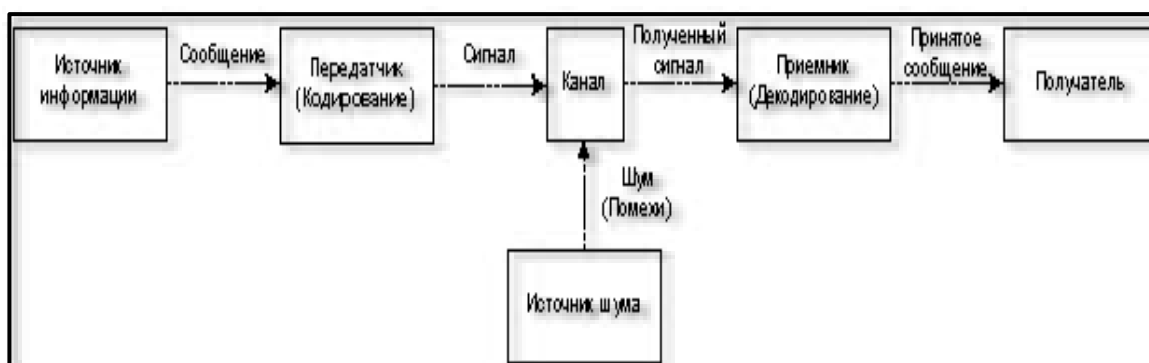 Источник
информации
Сообщение
Передатчик
(Кодирование)
Сигнал
Канал
Полученный
сигнал
Приемник
(Декодирование)
Принятое
сообщение
Получатель
Шум
(Помехи)
Источник шума